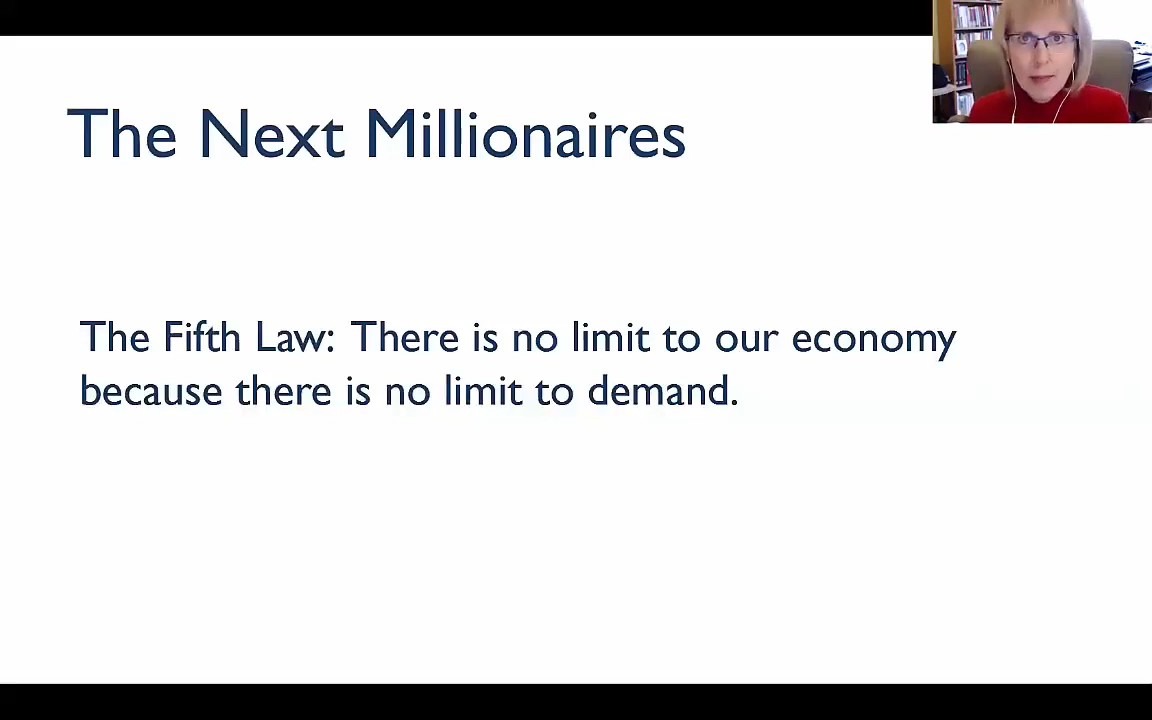 The Next Millionaires
The Fifth Law: There is no limit to our economy
because there is no limit to demand.